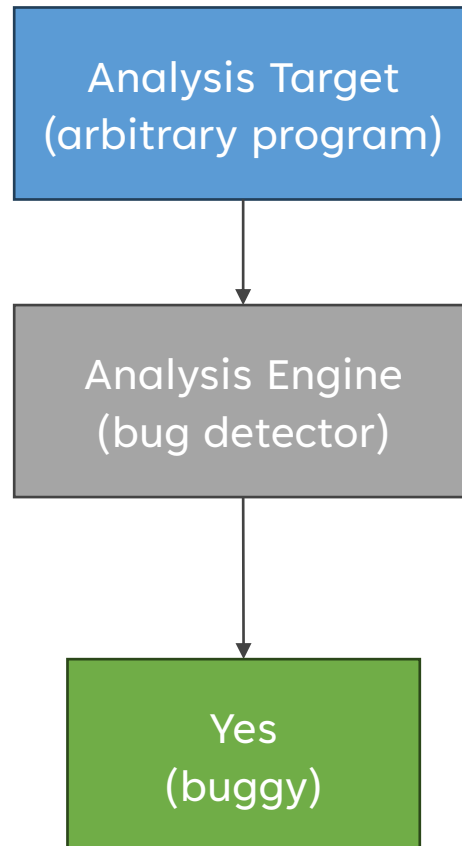 Analysis Target
(arbitrary program)
Analysis Engine
(bug detector)
Yes
(buggy)